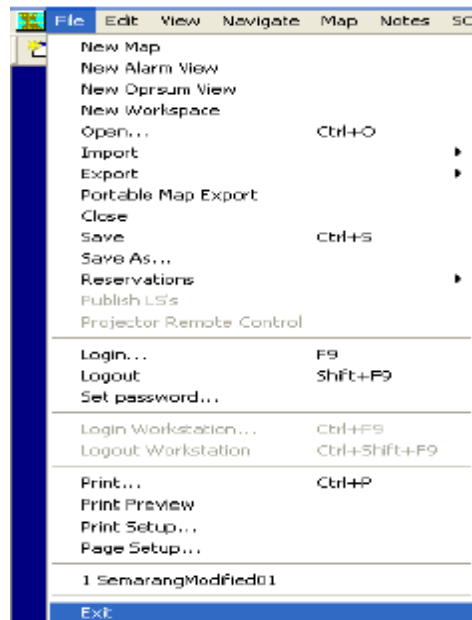 File Edit View Navigate Map Notes SC
New Map
New Alarm View
New Oprsum View
New Workspace
Open... Ctrl+O
Import
Export
Portable Map Export
Close
Save Ctrl+S
Save As...
Reservations
Publish LS's
Projector Remote Control
Login... F9
Logout Shift+F9
Set password...
Login Workstation... Ctrl+F9
Logout Workstation Ctrl+Shift+F9
Print... Ctrl+P
Print Preview
Print Setup...
Page Setup...
1 SemarangModified01
Exit